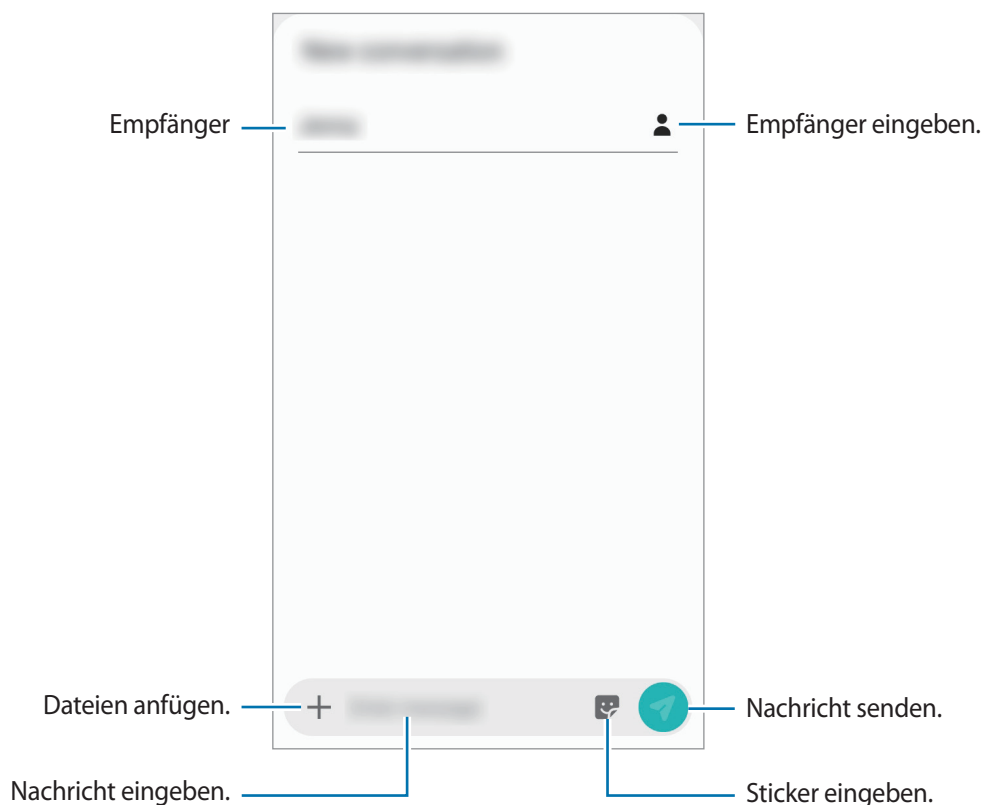 Empfänger
Empfänger eingeben.
Dateien anfügen.
Nachricht senden.
Nachricht eingeben.
Sticker eingeben.